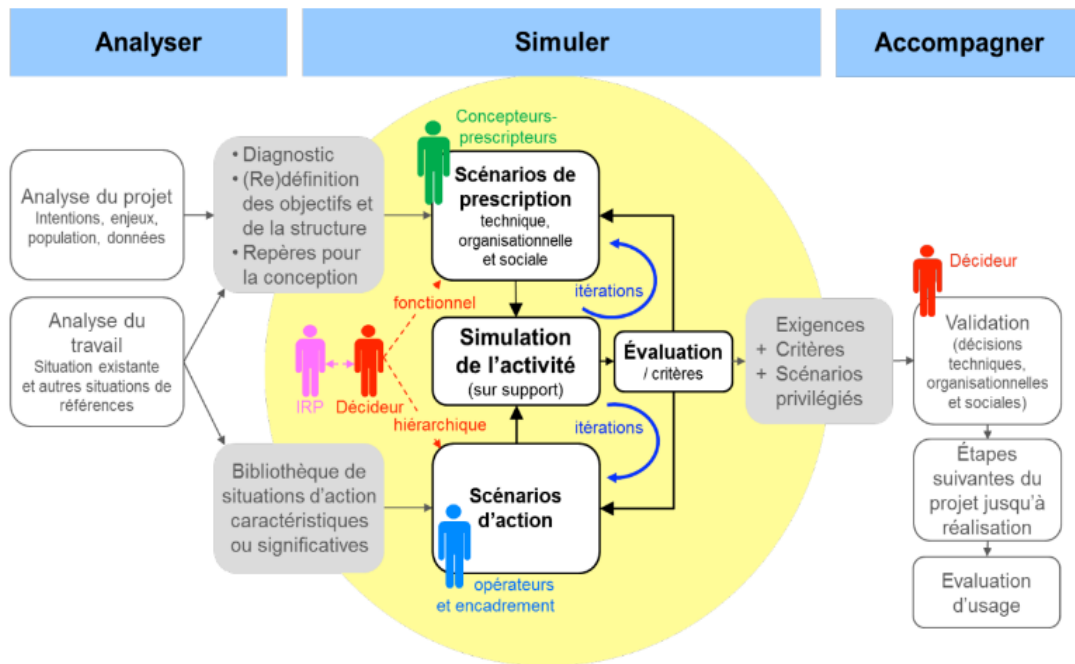 Analyser
Simuler
Accompagner
Analyse du projet
Intentions, enjeux,
population, données
Analyse du
travail
Situation existante
et autres situations de
références
• Diagnostic
• (Re)définition
des objectifs et
de la structure
• Repères pour
la conception
Bibliothèque de
situations d'action
caractéristiques
ou significatives
Concepteurs-
prescripteurs
Scénarios de
prescription
technique,
organisationnelle
et sociale
fonctionnel
itérations
IRP
Décideur
hiérarchique
Simulation
de l'activité
(sur support)
Évaluation
/ critères
itérations
Scénarios
d'action
opérateurs
et encadrement
Exigences
+ Critères
+ Scénarios
privilégiés
Décideur
Validation
(décisions
techniques,
organisationnelles
et sociales)
Étapes
suivantes du
projet jusqu'à
réalisation
Evaluation
d'usage